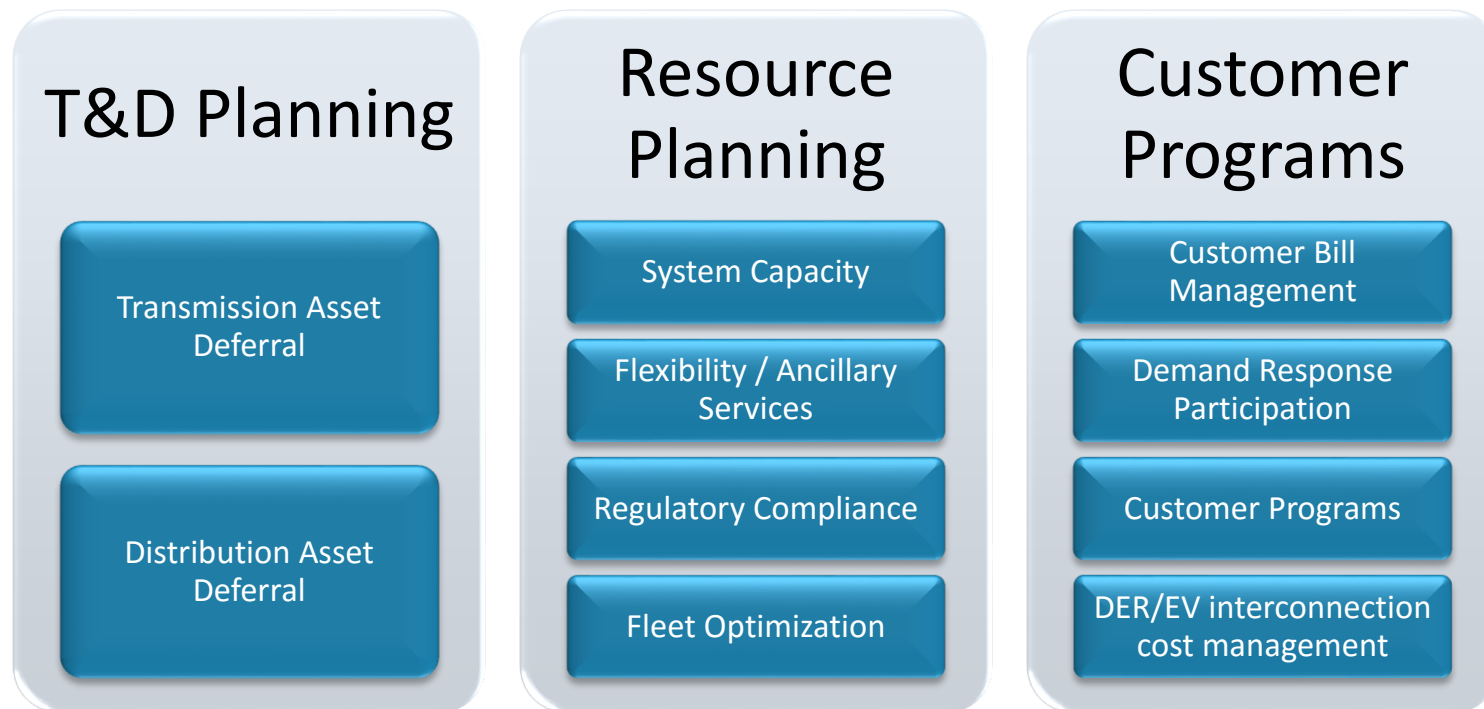 T&D Planning
Transmission Asset
Deferral
Distribution Asset
Deferral
Resource
Planning
System Capacity
Flexibility / Ancillary
Services
Regulatory Compliance
Fleet Optimization
Customer
Programs
Customer Bill
Management
Demand Response
Participation
Customer Programs
DER/EV interconnection
cost management